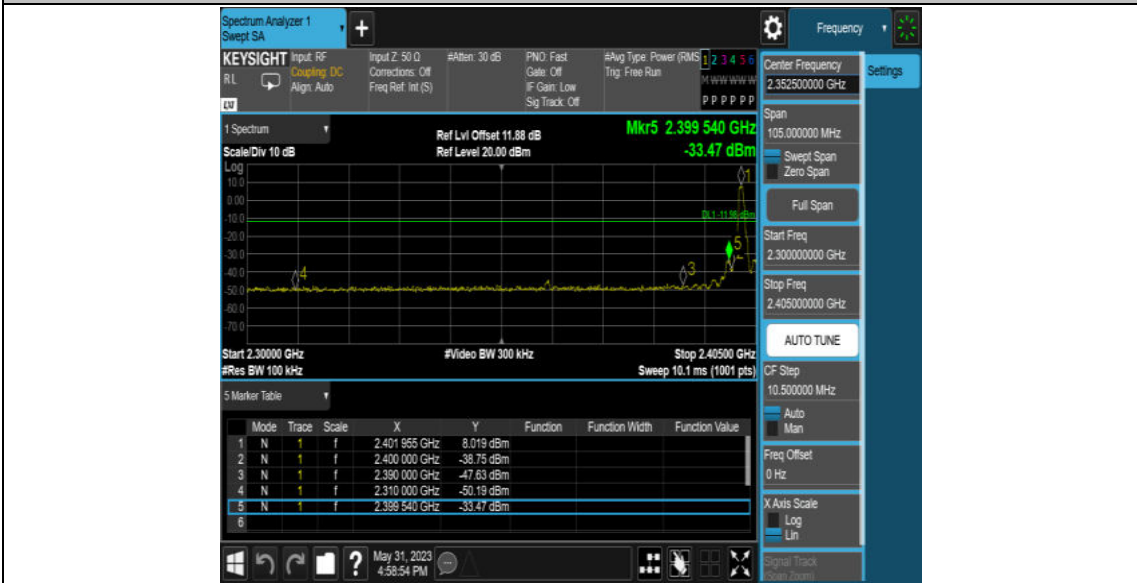 Spectrum Analyzer 1
Swept SA
+
Frequency
KEYSIGHT
RL
LXI
Input: RF
Coupling: DC
Align: Auto
Input Z: 50 Ω
Corrections: Off
Freq Ref: Int (S)
#Atten: 30 dB
PNO: Fast
Gate: Off
IF Gain: Low
Sig Track: Off
#Avg Type: Power (RMS
Trig: Free Run
1 2 3 4 5 6
M W W W W W
P P P P P P
Center Frequency
2.352500000 GHz
Settings
1 Spectrum
Scale/Div 10 dB
Ref Lvl Offset 11.88 dB
Ref Level 20.00 dBm
Mkr5 2.399 540 GHz
-33.47 dBm
Span
105.000000 MHz
Swept Span
Zero Span
Full Span
Start Freq
2.300000000 GHz
Stop Freq
2.405000000 GHz
AUTO TUNE
CF Step
10.500000 MHz
Auto
Man
Freq Offset
0 Hz
X Axis Scale
Log
Lin
Signal Track
(Span Zoom)
Log
10.0
0.00
-10.0
-20.0
-30.0
-40.0
-50.0
-60.0
-70.0
1
DL1 -11.98 dBm
5
3
4
Start 2.30000 GHz
#Video BW 300 kHz
Stop 2.40500 GHz
#Res BW 100 kHz
Sweep 10.1 ms (1001 pts)
5 Marker Table
Mode Trace Scale X Y Function Function Width Function Value
1 N 1 f 2.401 955 GHz 8.019 dBm
2 N 1 f 2.400 000 GHz -38.75 dBm
3 N 1 f 2.390 000 GHz -47.63 dBm
4 N 1 f 2.310 000 GHz -50.19 dBm
5 N 1 f 2.399 540 GHz -33.47 dBm
6
?
May 31, 2023
4:58:54 PM